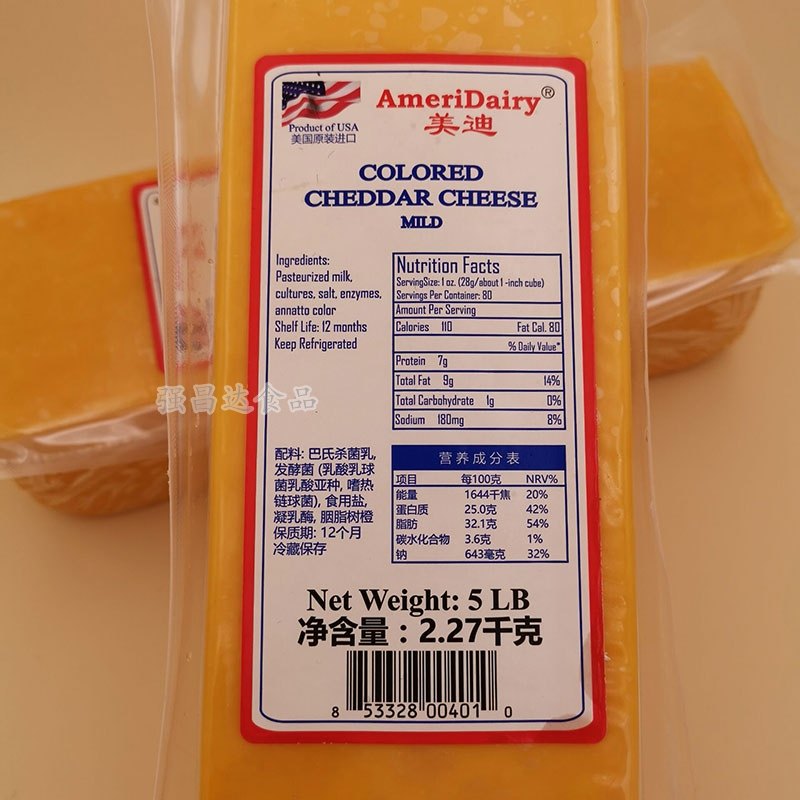 AmeriDairy®
美迪
Product of USA
美国原装进口
COLORED
CHEDDAR CHEESE
MILD
Ingredients:
Pasteurized milk,
cultures, salt, enzymes,
annatto color
Shelf Life: 12 months
Keep Refrigerated
Nutrition Facts
ServingSize: 1 oz. (28g/about 1 -inch cube)
Servings Per Container: 80
Amount Per Serving
Calories 110 Fat Cal. 80
% Daily Value*
Protein 7g
Total Fat 9g 14%
Total Carbohydrate 1g 0%
Sodium 180mg 8%
强昌达食品
配料: 巴氏杀菌乳,
发酵菌 (乳酸乳球
菌乳酸亚种, 嗜热
链球菌), 食用盐,
凝乳酶, 胭脂树橙
保质期: 12个月
冷藏保存
营养成分表
项目 每100克 NRV%
能量 1644千焦 20%
蛋白质 25.0克 42%
脂肪 32.1克 54%
碳水化合物 3.6克 1%
钠 643毫克 32%
Net Weight: 5 LB
净含量：2.27千克
8 53328 00401 0